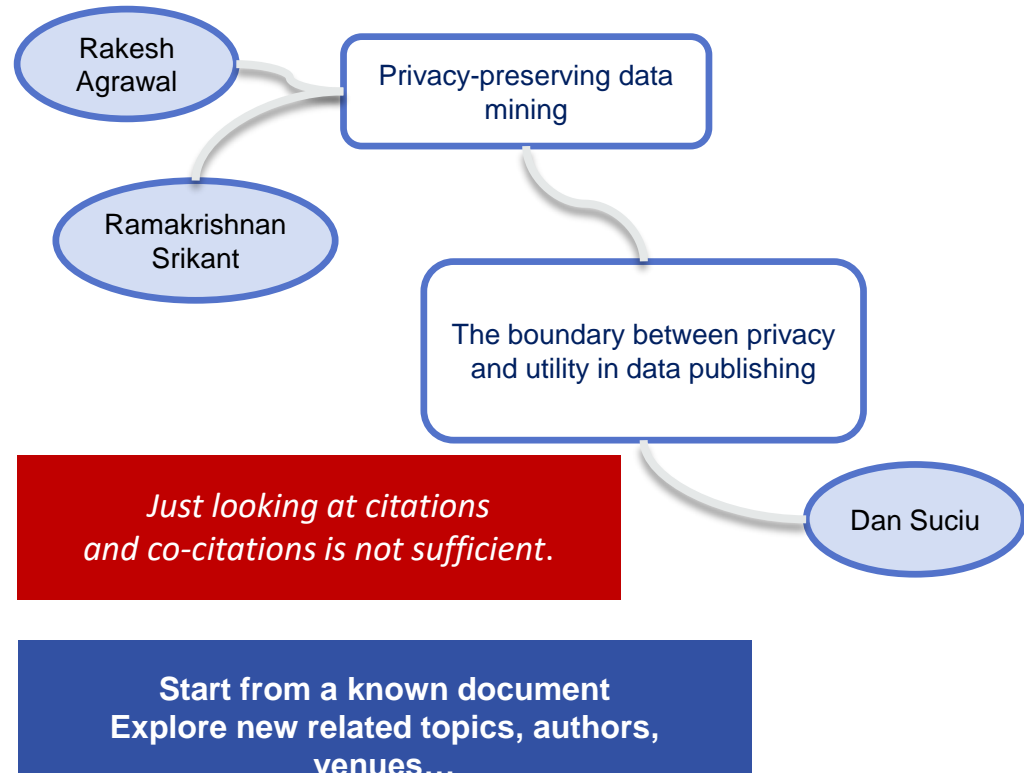 Rakesh
Agrawal
Privacy-preserving data
mining
Ramakrishnan
Srikant
The boundary between privacy
and utility in data publishing
Just looking at citations
and co-citations is not sufficient.
Dan Suciu
Start from a known document
Explore new related topics, authors,
venues…